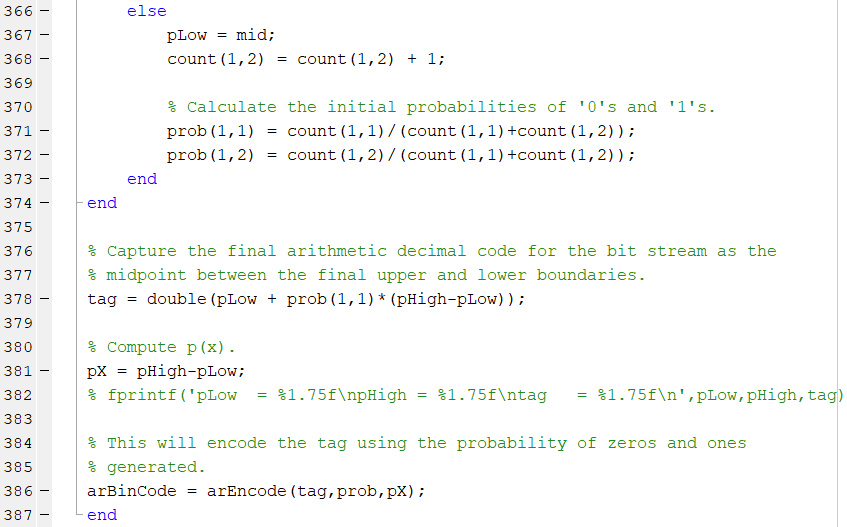 366 – else
367 – pLow = mid;
368 – count(1,2) = count(1,2) + 1;
369
370 % Calculate the initial probabilities of '0's and '1's.
371 – prob(1,1) = count(1,1)/(count(1,1)+count(1,2));
372 – prob(1,2) = count(1,2)/(count(1,1)+count(1,2));
373 – end
374 – end
375
376 % Capture the final arithmetic decimal code for the bit stream as the
377 % midpoint between the final upper and lower boundaries.
378 – tag = double(pLow + prob(1,1)*(pHigh-pLow));
379
380 % Compute p(x).
381 – pX = pHigh-pLow;
382 % fprintf('pLow  = %1.75f\npHigh = %1.75f\ntag   = %1.75f\n',pLow,pHigh,tag)
383
384 % This will encode the tag using the probability of zeros and ones
385 % generated.
386 – arBinCode = arEncode(tag,prob,pX);
387 – end